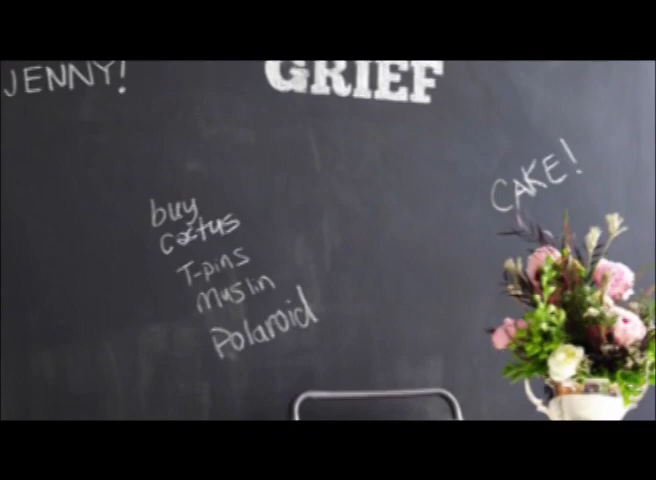 JENNY!
GRIEF
CAKE!
buy
cactus
T-pins
Muslin
Polaroid